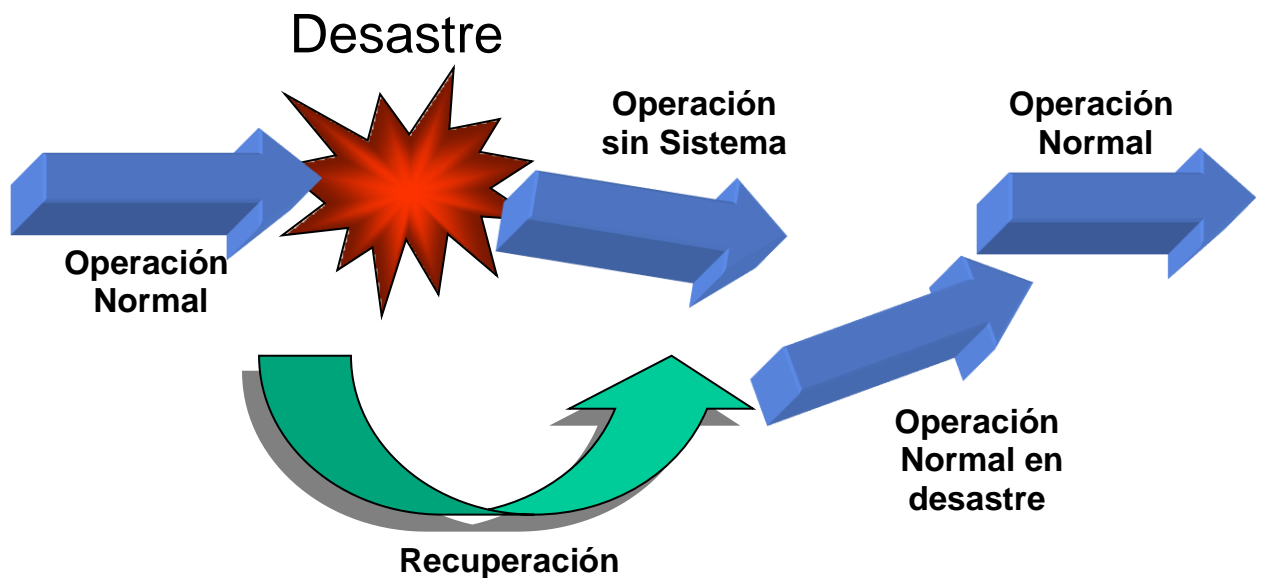 Desastre
Operación
sin Sistema
Operación
Normal
Operación
Normal
Operación
Normal en
desastre
Recuperación